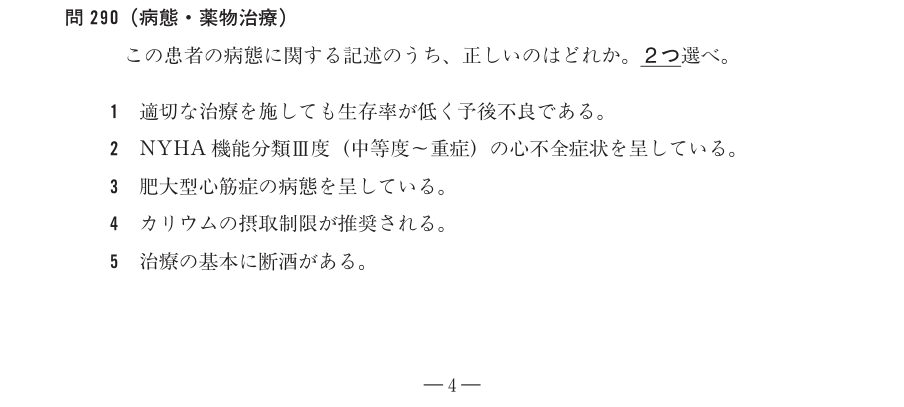 問 290（病態・薬物治療）
この患者の病態に関する記述のうち、正しいのはどれか。２つ選べ。
1 適切な治療を施しても生存率が低く予後不良である。
2 NYHA 機能分類Ⅲ度（中等度～重症）の心不全症状を呈している。
3 肥大型心筋症の病態を呈している。
4 カリウムの摂取制限が推奨される。
5 治療の基本に断酒がある。
— 4 —